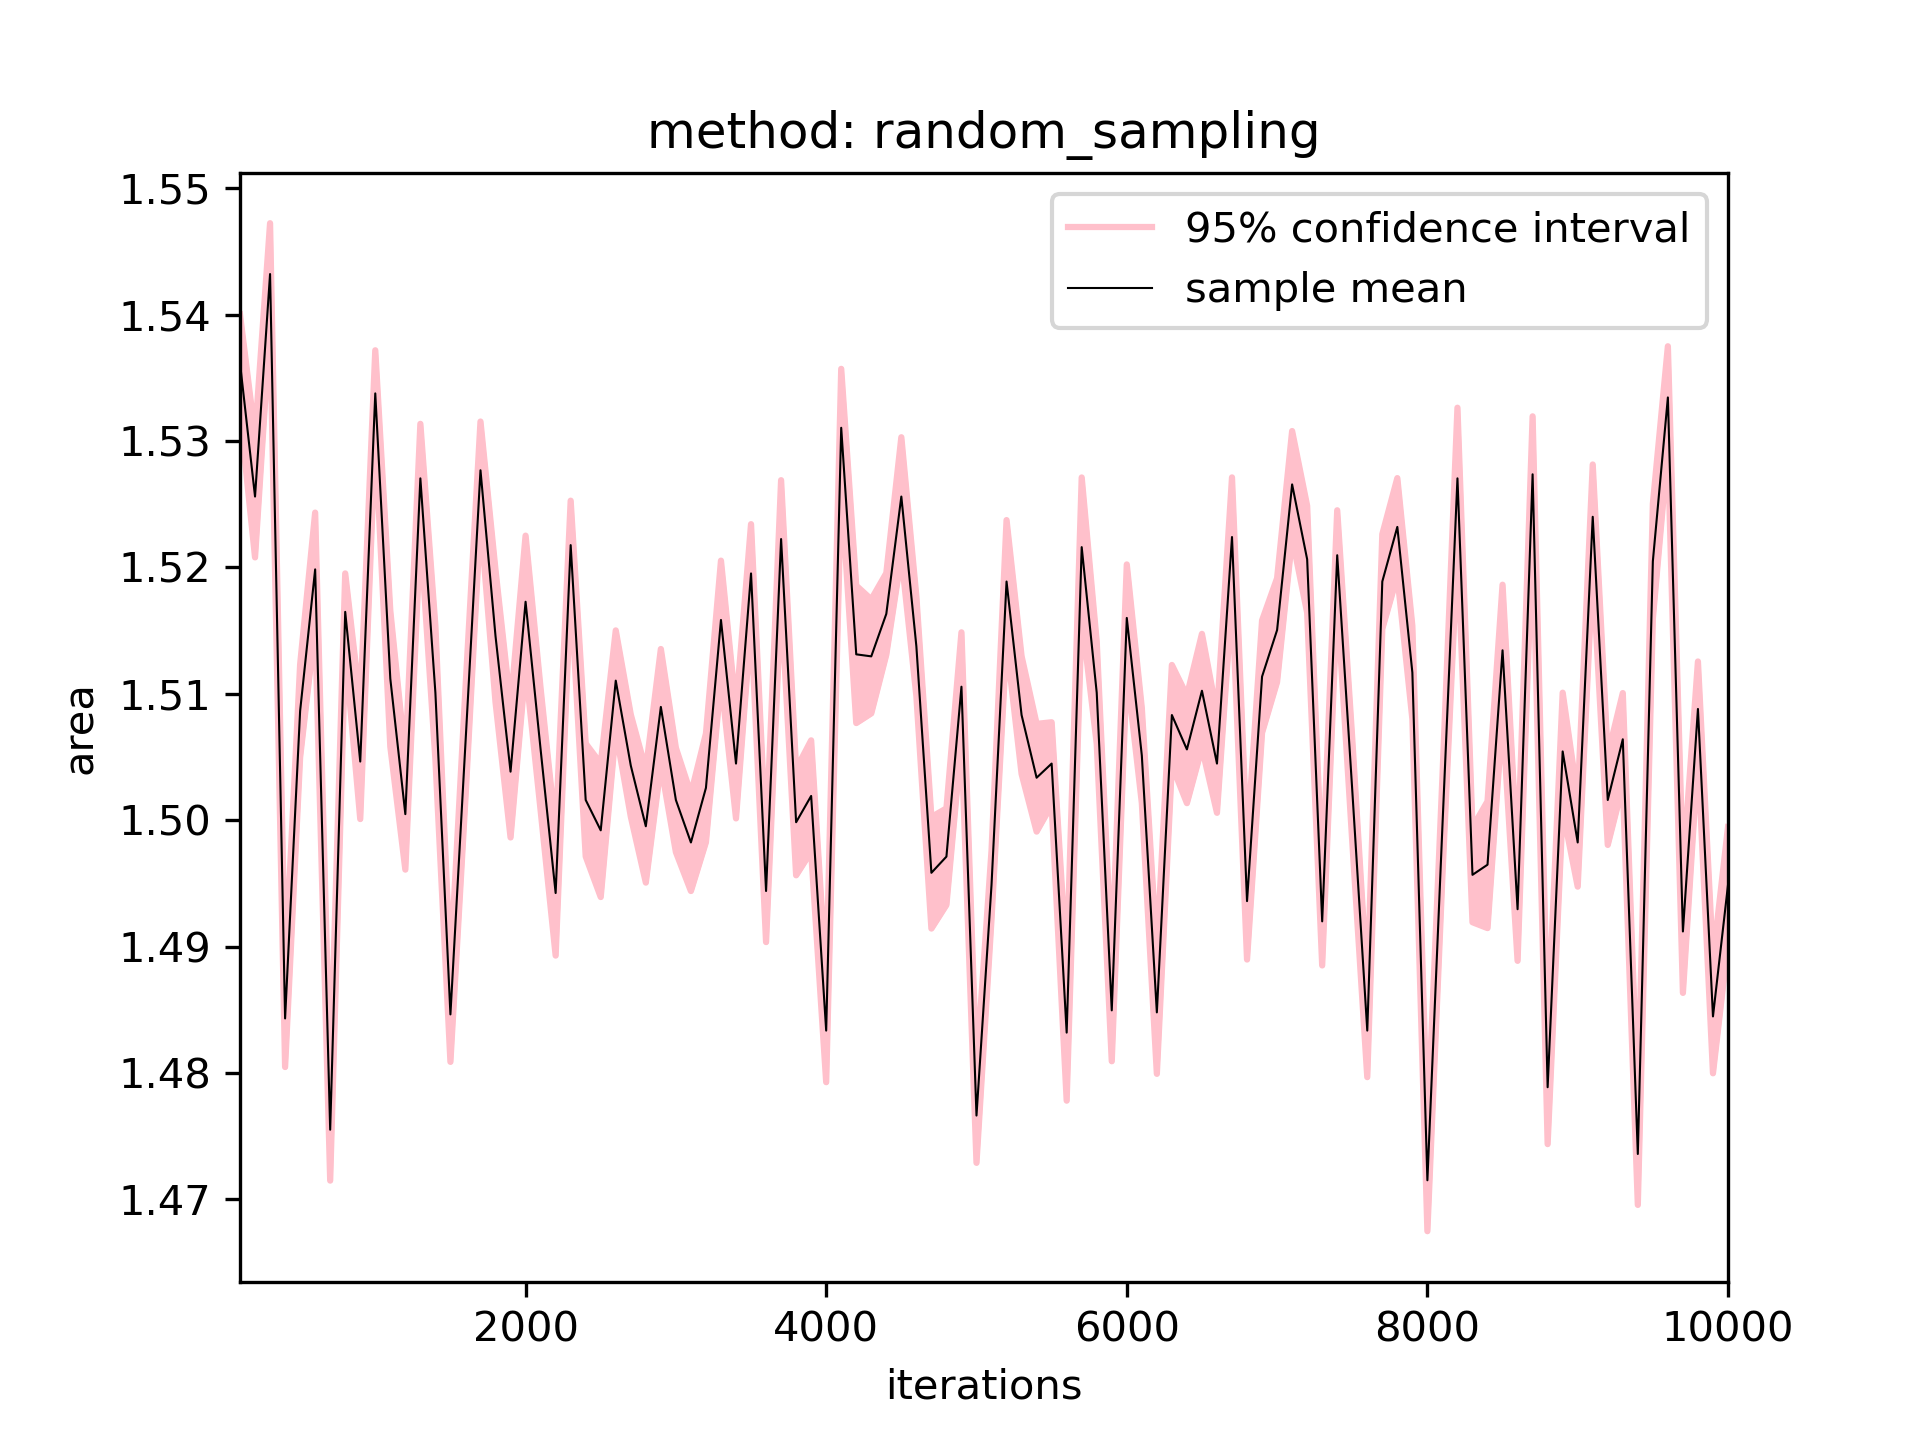 method: random_sampling
1.55
1.54
1.53
1.52
1.51
1.50
1.49
1.48
1.47
area
95% confidence interval
sample mean
2000 4000 6000 8000 10000
iterations